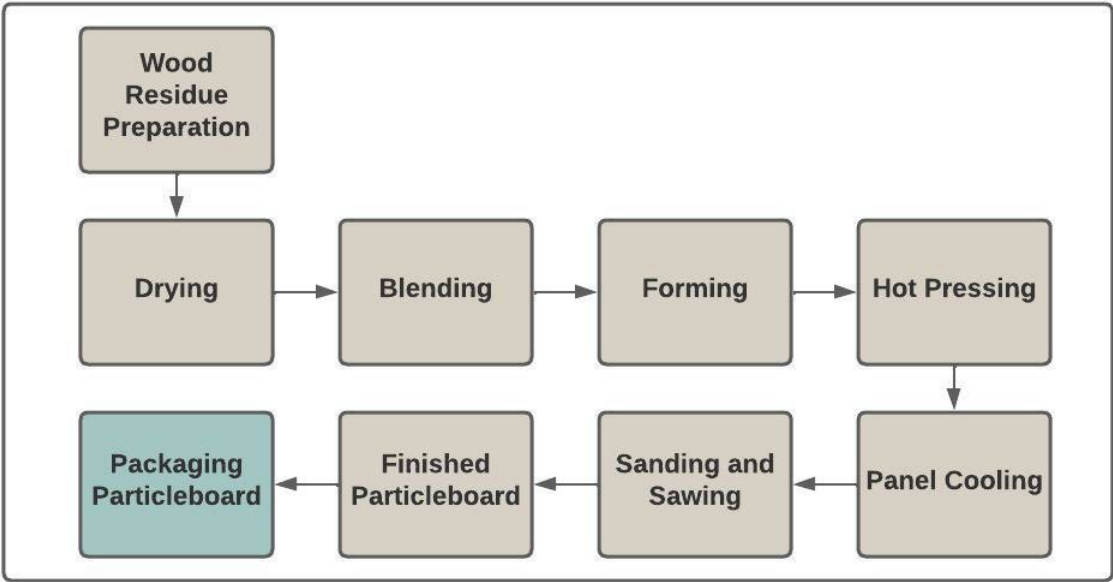 Wood
Residue
Preparation
Drying
Blending
Forming
Hot Pressing
Packaging
Particleboard
Finished
Particleboard
Sanding and
Sawing
Panel Cooling